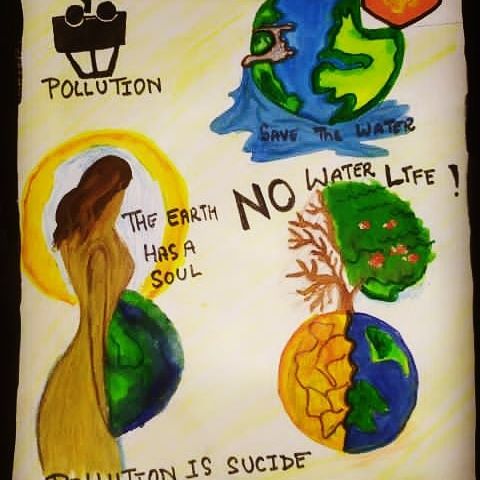 POLLUTION
SAVE THE WATER
NO WATER LIFE !
THE EARTH
HAS A
SOUL
POLLUTION IS SUCIDE